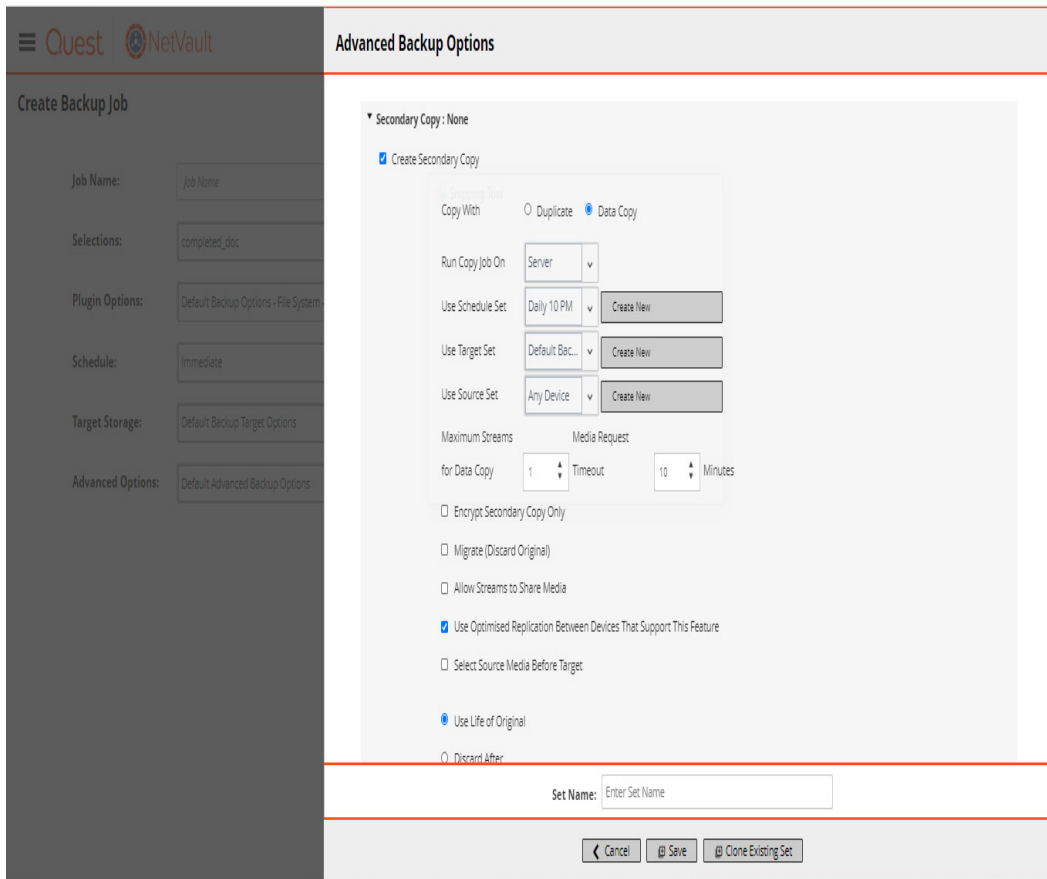 Quest NetVault
Advanced Backup Options
Create Backup Job
Job Name: Job Name
Selections: completed_doc
Plugin Options: Default Backup Options - File System -
Schedule: Immediate
Target Storage: Default Backup Target Options
Advanced Options: Default Advanced Backup Options
Secondary Copy : None
Create Secondary Copy
Snipping Tool
Copy With Duplicate Data Copy
Run Copy Job On Server
Use Schedule Set Daily 10 PM Create New
Use Target Set Default Bac... Create New
Use Source Set Any Device Create New
Maximum Streams Media Request
for Data Copy 1 Timeout 10 Minutes
Encrypt Secondary Copy Only
Migrate (Discard Original)
Allow Streams to Share Media
Use Optimised Replication Between Devices That Support This Feature
Select Source Media Before Target
Use Life of Original
Discard After
Set Name: Enter Set Name
Cancel Save Clone Existing Set